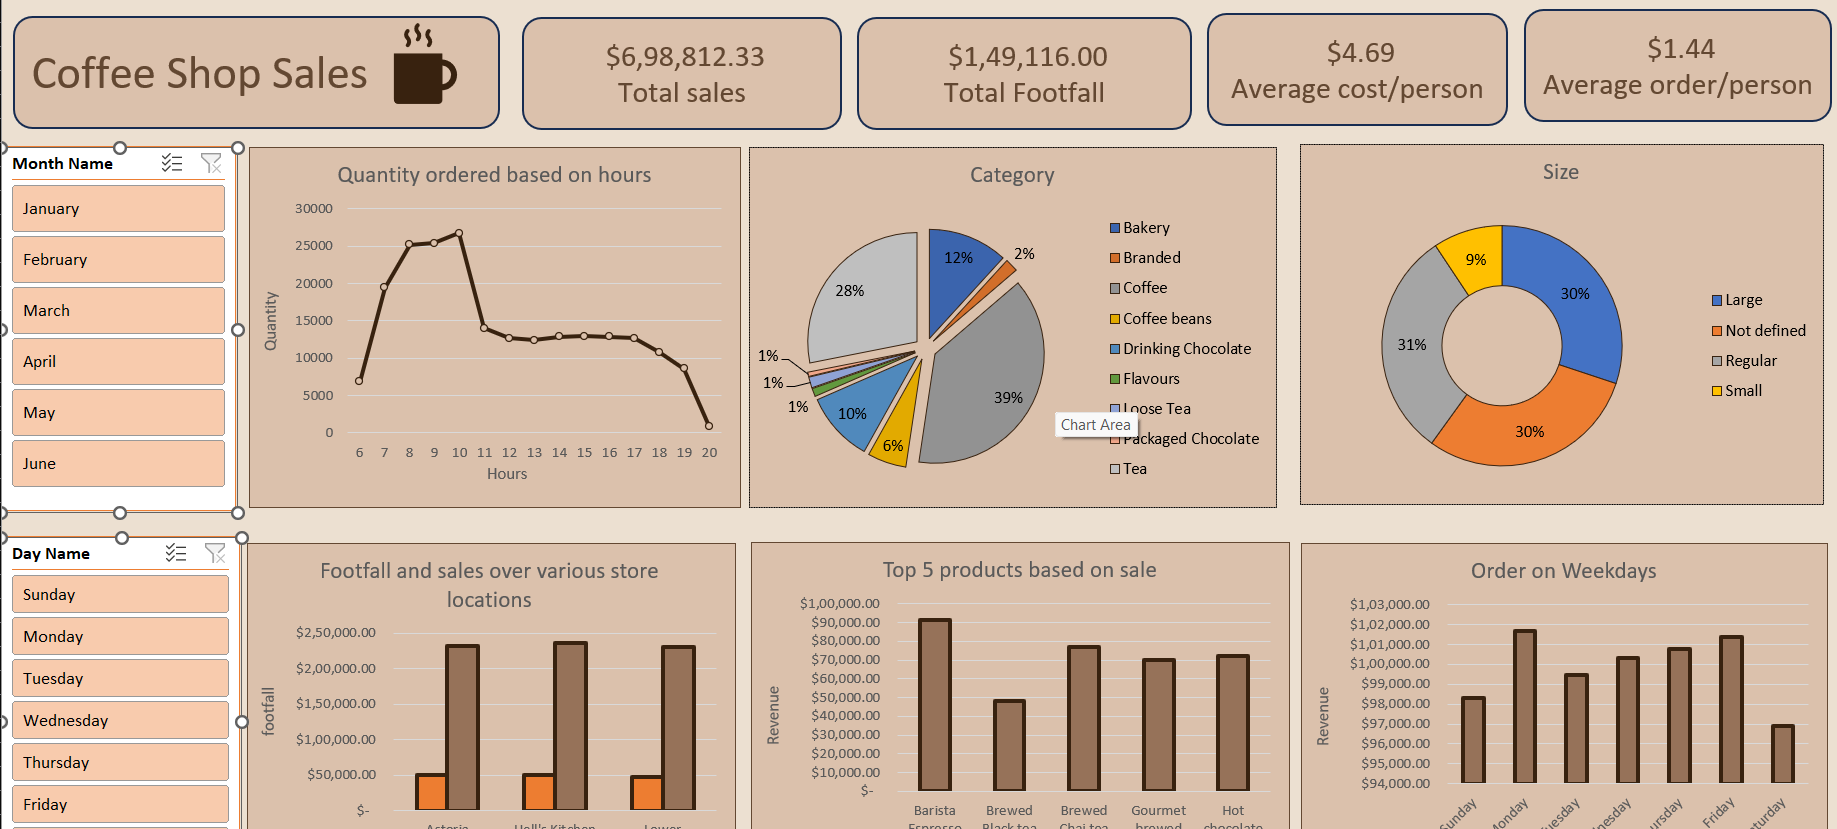 Coffee Shop Sales
$6,98,812.33
Total sales
$1,49,116.00
Total Footfall
$4.69
Average cost/person
$1.44
Average order/person
Month Name
January
February
March
April
May
June
Quantity ordered based on hours
30000
25000
20000
15000
10000
5000
0
Quantity
6 7 8 9 10 11 12 13 14 15 16 17 18 19 20
Hours
Category
12%
2%
28%
39%
1%
1%
1%
10%
6%
Bakery
Branded
Coffee
Coffee beans
Drinking Chocolate
Flavours
Loose Tea
Packaged Chocolate
Tea
Chart Area
Size
9%
30%
31%
30%
Large
Not defined
Regular
Small
Day Name
Sunday
Monday
Tuesday
Wednesday
Thursday
Friday
Footfall and sales over various store
locations
$2,50,000.00
$2,00,000.00
$1,50,000.00
$1,00,000.00
$50,000.00
$-
footfall
Astoria Hell's Kitchen Lower
Top 5 products based on sale
$1,00,000.00
$90,000.00
$80,000.00
$70,000.00
$60,000.00
$50,000.00
$40,000.00
$30,000.00
$20,000.00
$10,000.00
$-
Revenue
Barista Brewed Brewed Gourmet Hot
Espresso Black tea Chai tea brewed chocolate
Order on Weekdays
$1,03,000.00
$1,02,000.00
$1,01,000.00
$1,00,000.00
$99,000.00
$98,000.00
$97,000.00
$96,000.00
$95,000.00
$94,000.00
Revenue
Sunday
Friday